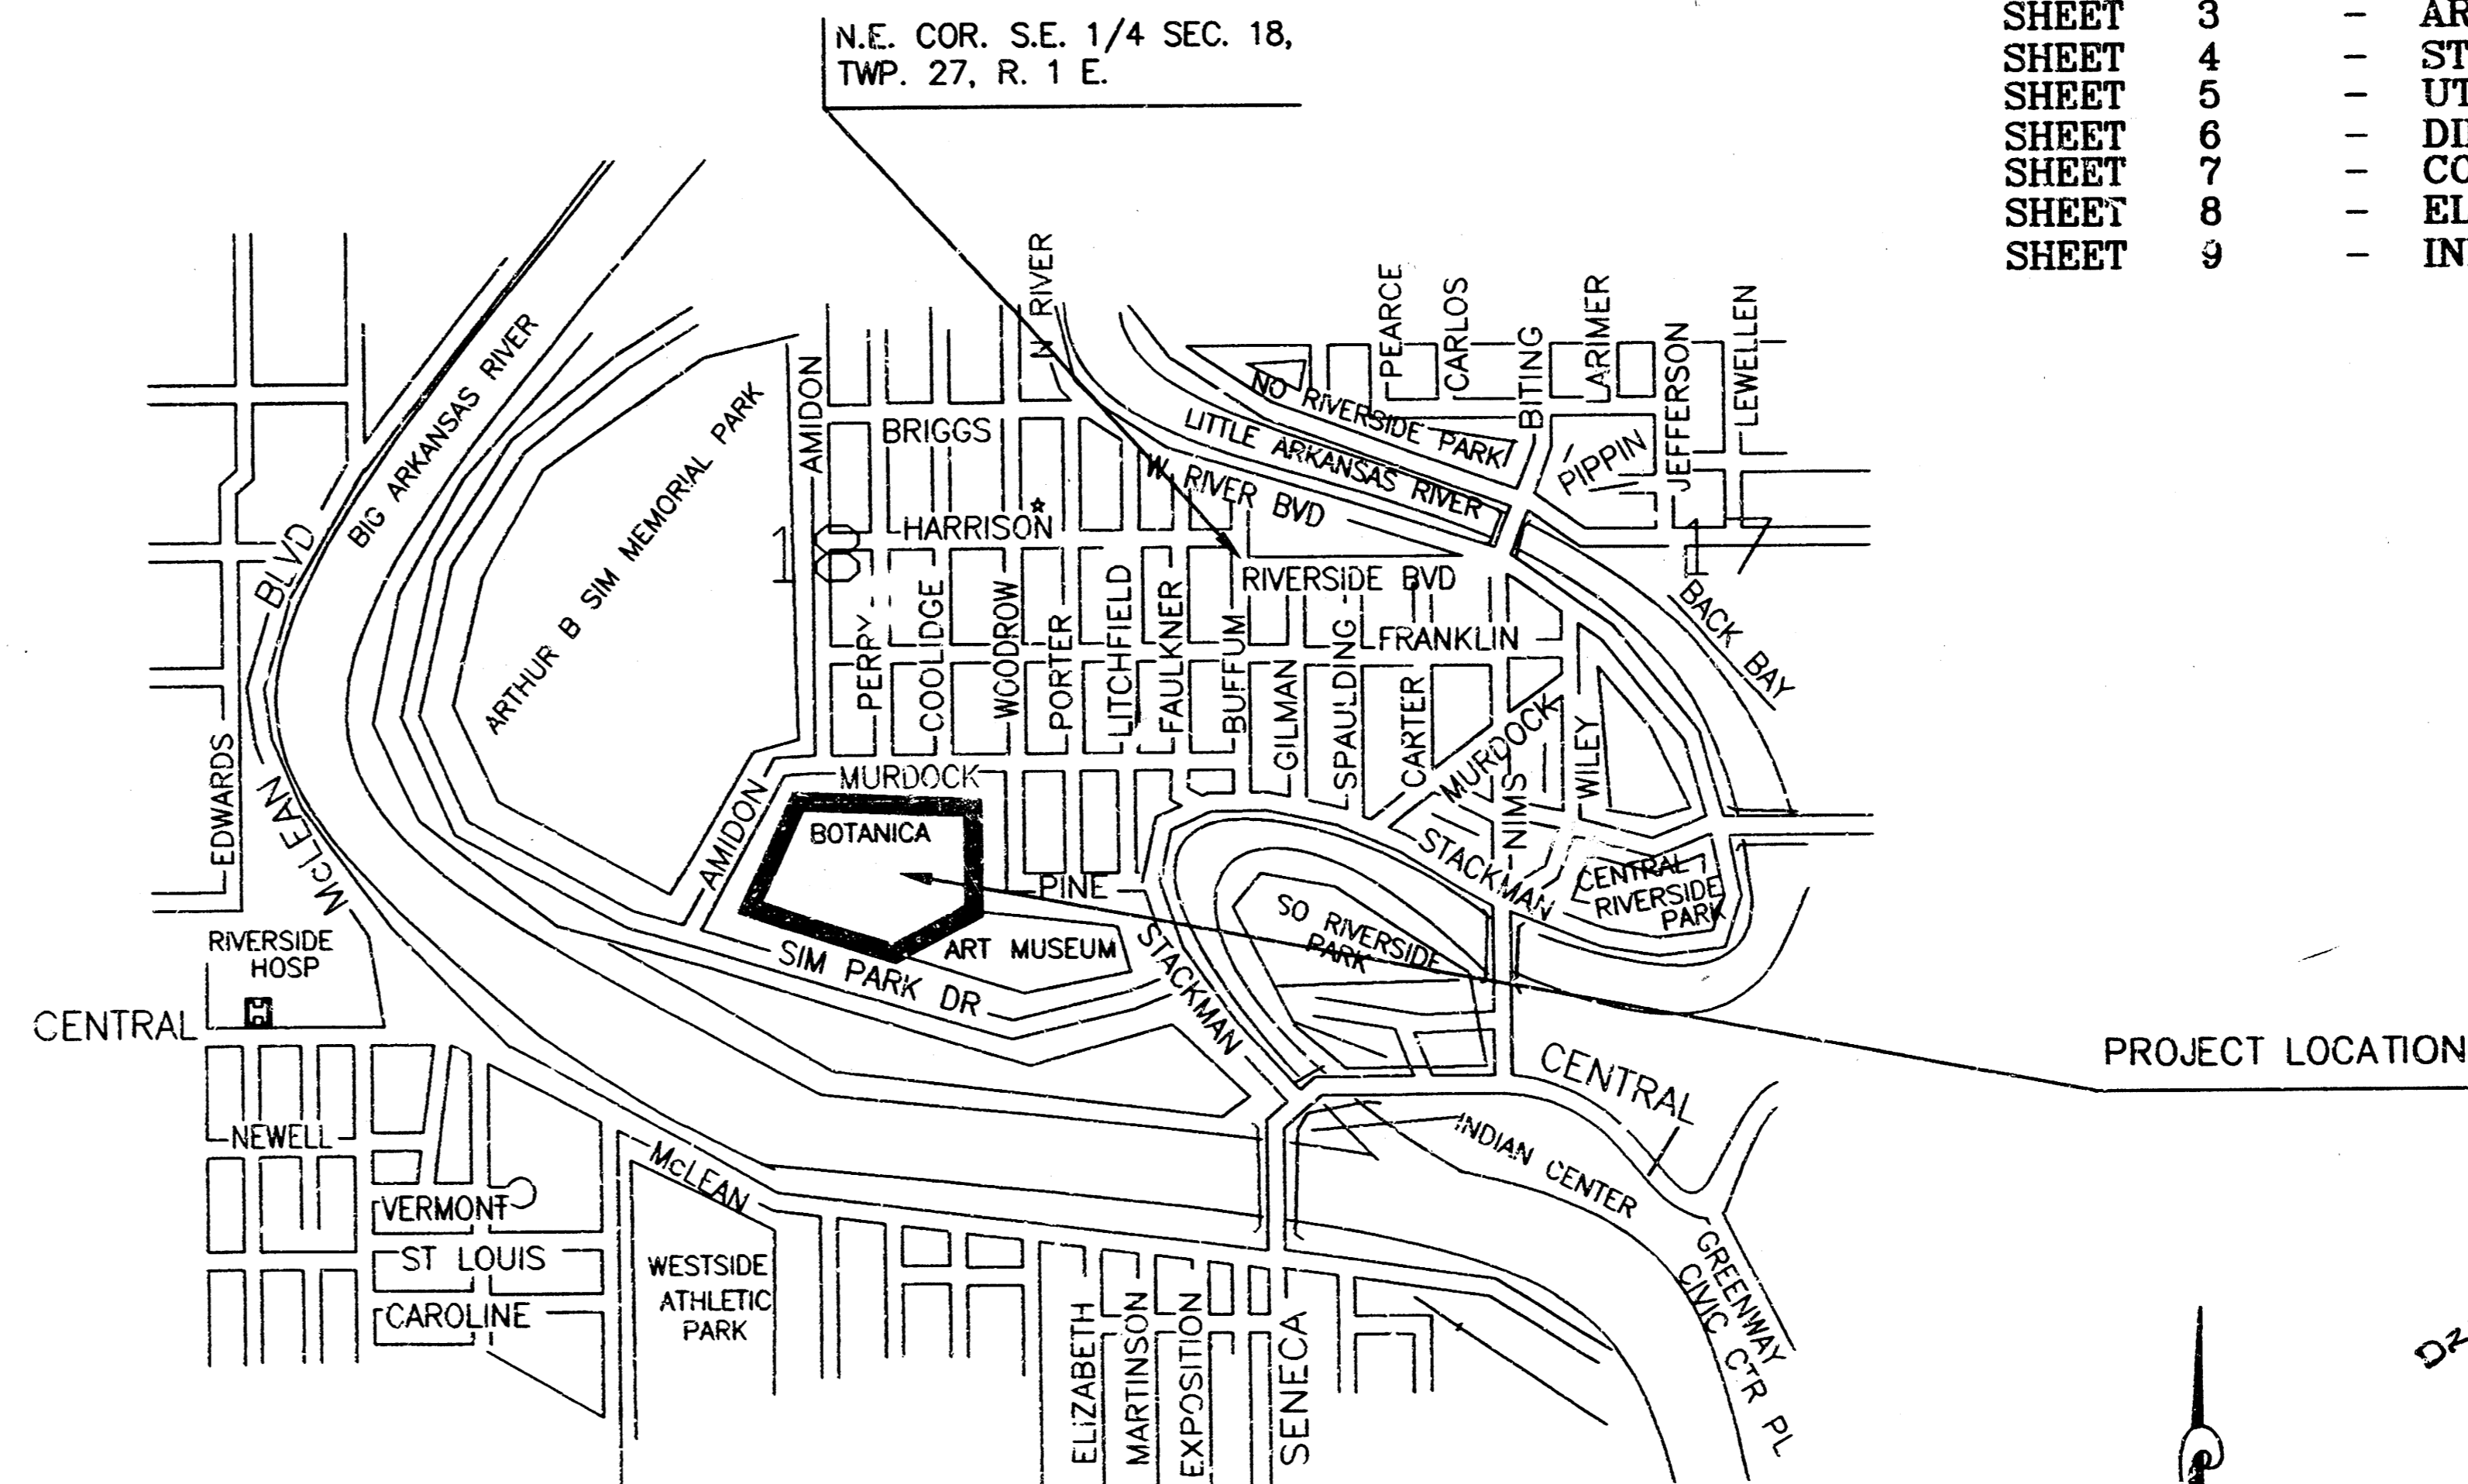 N.E. COR. S.E. 1/4 SEC. 18,
TWP. 27, R. 1 E.
SHEET 3 - AR
SHEET 4 - ST
SHEET 5 - UT
SHEET 6 -
SHEET 7 - CO
SHEET 8 - EL
SHEET 9 -
N RIVER
PEARCE
CARLOS
BITING
LARIMER
JEFFERSON
LEWELLEN
BIG ARKANSAS RIVER
ARTHUR B SIM MEMORIAL PARK
AMIDON
BRIGGS
NO RIVERSIDE PARK
LITTLE ARKANSAS RIVER
W RIVER BVD
PIPPIN
HARRISON
18
17
BLVD
RIVERSIDE BVD
BACK BAY
PERRY
COOLIDGE
WOODROW
PORTER
LITCHFIELD
FAULKNER
BUFFUM
GILMAN
SPAULDING
FRANKLIN
CARTER
MURDOCK
NIMS
WILEY
EDWARDS
McLEAN
AMIDON
MURDOCK
BOTANICA
STACKMAN
CENTRAL
RIVERSIDE
PARK
PINE
SO RIVERSIDE
PARK
RIVERSIDE
HOSP
H
ART MUSEUM
SIM PARK DR
STACKMAN
CENTRAL
CENTRAL
PROJECT LOCATION
NEWELL
McLEAN
INDIAN CENTER
VERMONT
ST LOUIS
CAROLINE
WESTSIDE
ATHLETIC
PARK
ELIZABETH
MARTINSON
EXPOSITION
SENECA
GREENWAY
CIVIC CTR PL